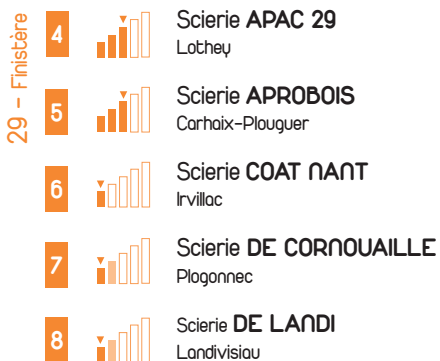 29 – Finistère
4
Scierie APAC 29
Lothey
5
Scierie APROBOIS
Carhaix-Plouguer
6
Scierie COAT NANT
Irvillac
7
Scierie DE CORNOUAILLE
Plogonnec
8
Scierie DE LANDI
Landivisiau